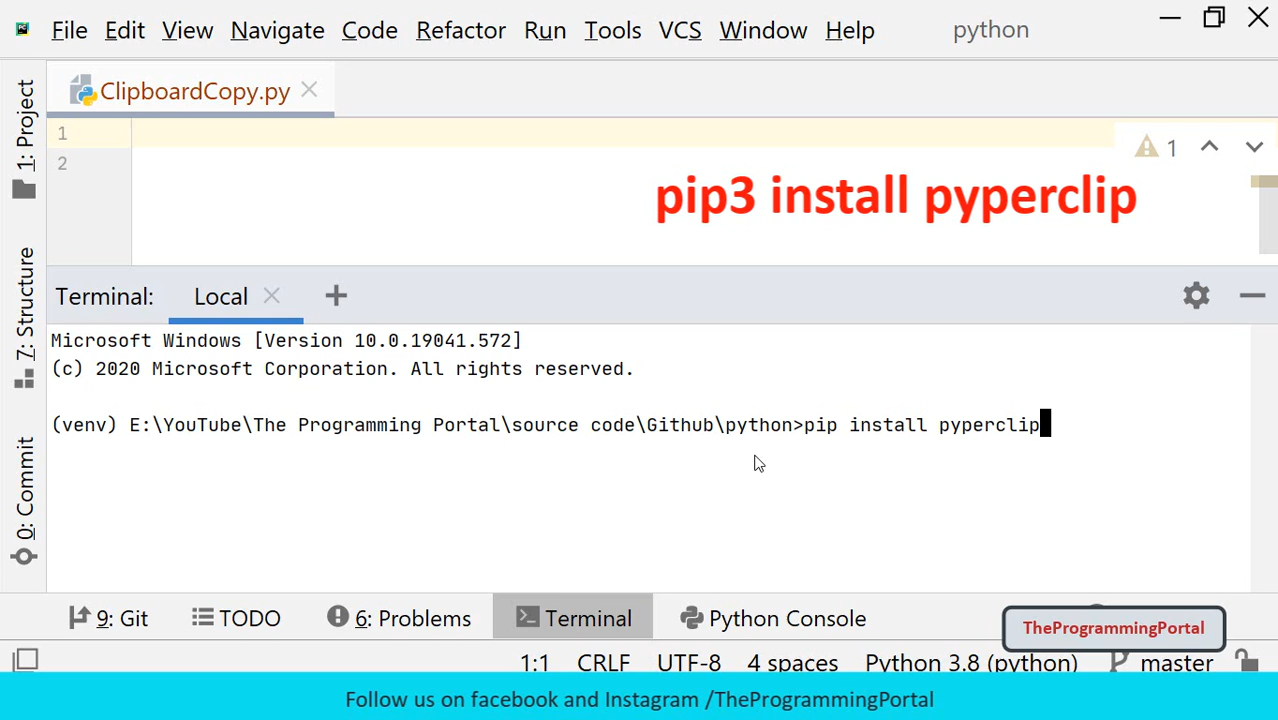 File Edit View Navigate Code Refactor Run Tools VCS Window Help python
ClipboardCopy.py
1: Project
7: Structure
0: Commit
1
2
1
pip3 install pyperclip
Terminal: Local
Microsoft Windows [Version 10.0.19041.572]
(c) 2020 Microsoft Corporation. All rights reserved.
(venv) E:\YouTube\The Programming Portal\source code\Github\python>pip install pyperclip
9: Git TODO 6: Problems Terminal Python Console
TheProgrammingPortal
1:1 CRLF UTF-8 4 spaces Python 3.8 (python) master
Follow us on facebook and Instagram /TheProgrammingPortal